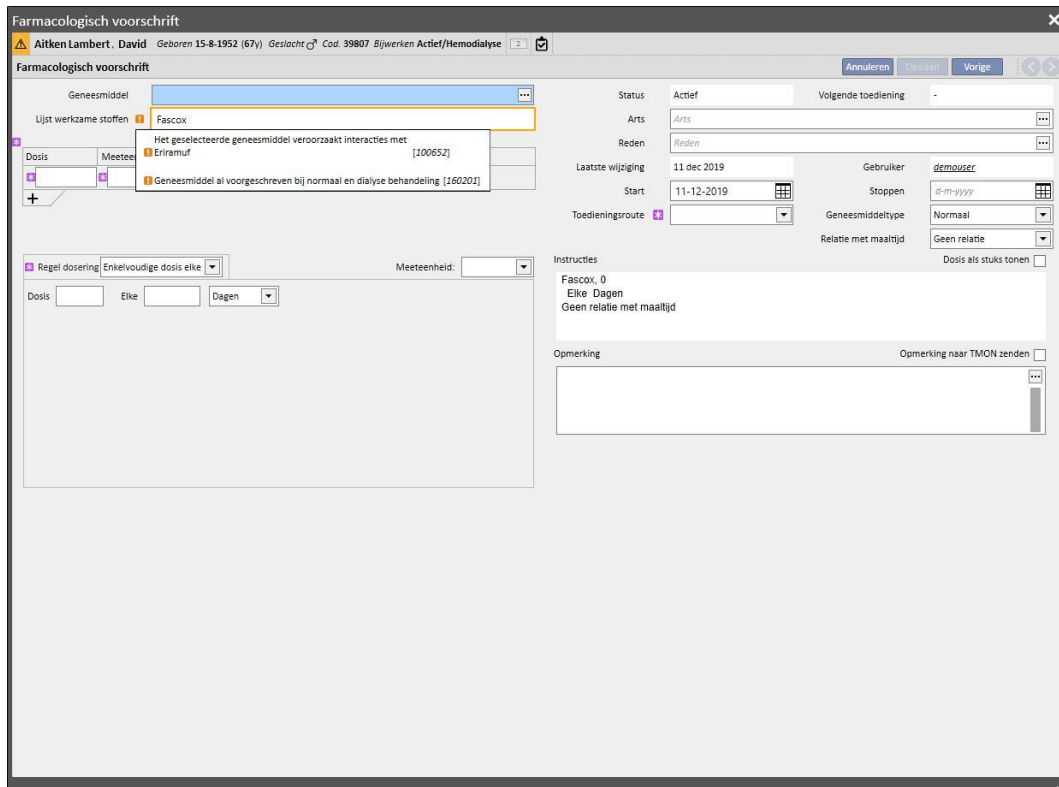 Farmacologisch voorschrift
Aitken Lambert, David Geboren 15-8-1952 (67y) Geslacht ♂ Cod. 39807 Bijwerken Actief/Hemodialyse 2
Farmacologisch voorschrift
Annuleren Opslaan Vorige
Geneesmiddel
Lijst werkzame stoffen Fascox
Het geselecteerde geneesmiddel veroorzaakt interacties met
Eriramuf [100652]
Geneesmiddel al voorgeschreven bij normaal en dialyse behandeling [160201]
Dosis Meeteen
+
Regel dosering Enkelvoudige dosis elke Meeteenheid:
Dosis Elke Dagen
Status Actief Volgende toediening -
Arts Arts
Reden Reden
Laatste wijziging 11 dec 2019 Gebruiker demouser
Start 11-12-2019 Stoppen d-m-yyyy
Toedieningsroute Geneesmiddeltype Normaal
Relatie met maaltijd Geen relatie
Instructies Dosis als stuks tonen
Fascox, 0
Elke Dagen
Geen relatie met maaltijd
Opmerking Opmerking naar TMON zenden